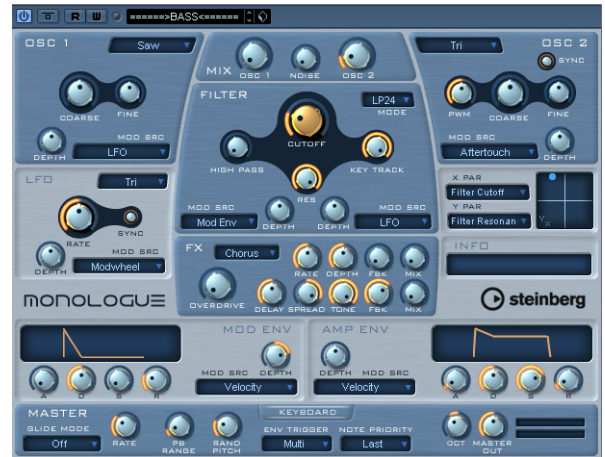 R W =======>BASS<=======
OSC 1 Saw
COARSE FINE
MOD SRC
DEPTH LFO
MIX OSC 1 NOISE OSC 2
Tri OSC 2
SYNC
PWM COARSE FINE
MOD SRC
Aftertouch DEPTH
FILTER
LP24
MODE
CUTOFF
HIGH PASS KEY TRACK
RES
MOD SRC MOD SRC
Mod Env DEPTH DEPTH LFO
LFO Tri
RATE SYNC
MOD SRC
DEPTH Modwheel
X PAR
Filter Cutoff
Y PAR
Filter Resonan
Y X
INFO
FX Chorus
RATE DEPTH FBK MIX
OVERDRIVE
DELAY SPREAD TONE FBK MIX
MONOLOGUE
steinberg
MOD ENV
MOD SRC DEPTH
A D S R Velocity
AMP ENV
DEPTH MOD SRC
Velocity A D S R
MASTER KEYBOARD
GLIDE MODE
Off RATE PB RANGE RAND PITCH
ENV TRIGGER NOTE PRIORITY
Multi Last
OCT MASTER OUT